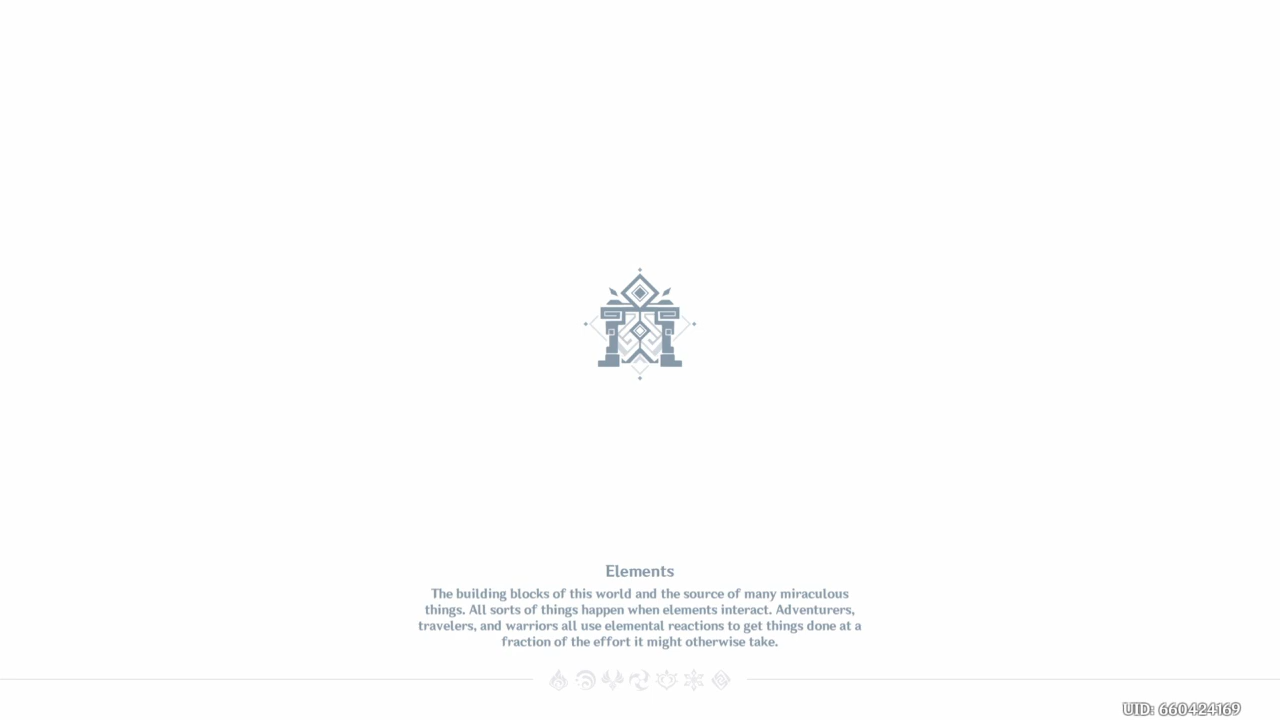 Elements
The building blocks of this world and the source of many miraculous
things. All sorts of things happen when elements interact. Adventurers,
travelers, and warriors all use elemental reactions to get things done at a
fraction of the effort it might otherwise take.
UID: 660424169